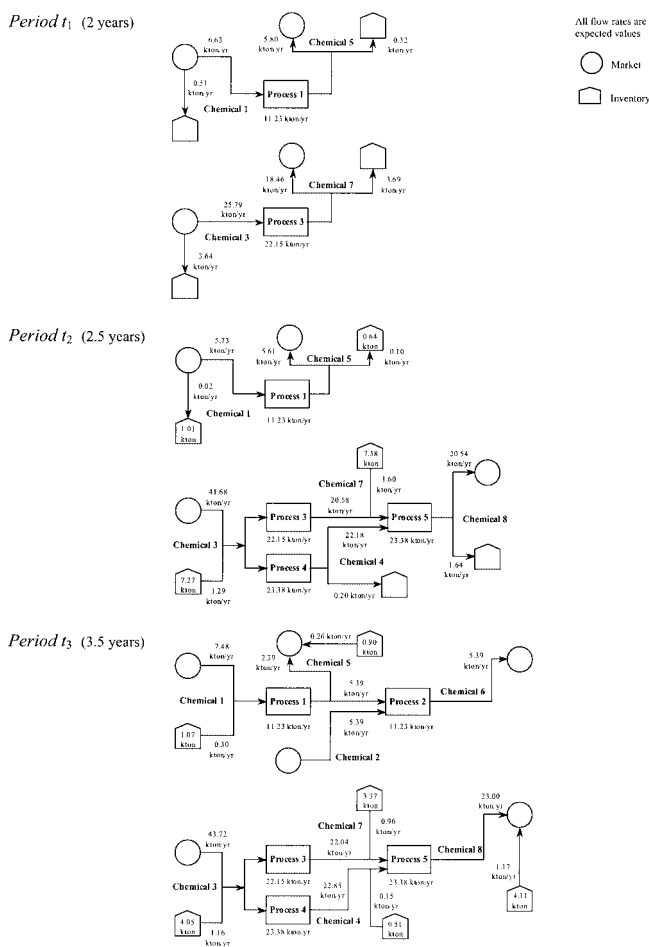 Period t1 (2 years)
All flow rates are
expected values
Market
Inventory
6.63
kton/yr
0.51
kton/yr
Chemical 1
Process 1
11.23 kton/yr
5.80
kton/yr
Chemical 5
0.32
kton/yr
25.79
kton/yr
Chemical 3
3.64
kton/yr
Process 3
22.15 kton/yr
18.46
kton/yr
Chemical 7
3.69
kton/yr
Period t2 (2.5 years)
5.73
kton/yr
0.02
kton/yr
Chemical 1
1.01
kton
Process 1
11.23 kton/yr
5.61
kton/yr
Chemical 5
0.64
kton
0.10
kton/yr
41.68
kton/yr
Chemical 3
7.27
kton
1.29
kton/yr
Process 3
22.15 kton/yr
Process 4
23.38 kton/yr
Chemical 7
20.58
kton/yr
7.38
kton
1.60
kton/yr
22.18
kton/yr
Chemical 4
0.20 kton/yr
Process 5
23.38 kton/yr
20.54
kton/yr
Chemical 8
1.64
kton/yr
Period t3 (3.5 years)
7.48
kton/yr
Chemical 1
1.07
kton
0.30
kton/yr
Process 1
11.23 kton/yr
2.39
kton/yr
0.26 kton/yr
0.90
kton
Chemical 5
5.39
kton/yr
5.39
kton/yr
Chemical 2
Process 2
11.23 kton/yr
Chemical 6
5.39
kton/yr
43.72
kton/yr
Chemical 3
4.05
kton
1.16
kton/yr
Process 3
22.15 kton/yr
Process 4
23.38 kton/yr
Chemical 7
22.04
kton/yr
3.37
kton
0.96
kton/yr
22.85
kton/yr
Chemical 4
0.15
kton/yr
0.51
kton
Process 5
23.38 kton/yr
Chemical 8
23.00
kton/yr
1.17
kton/yr
4.11
kton